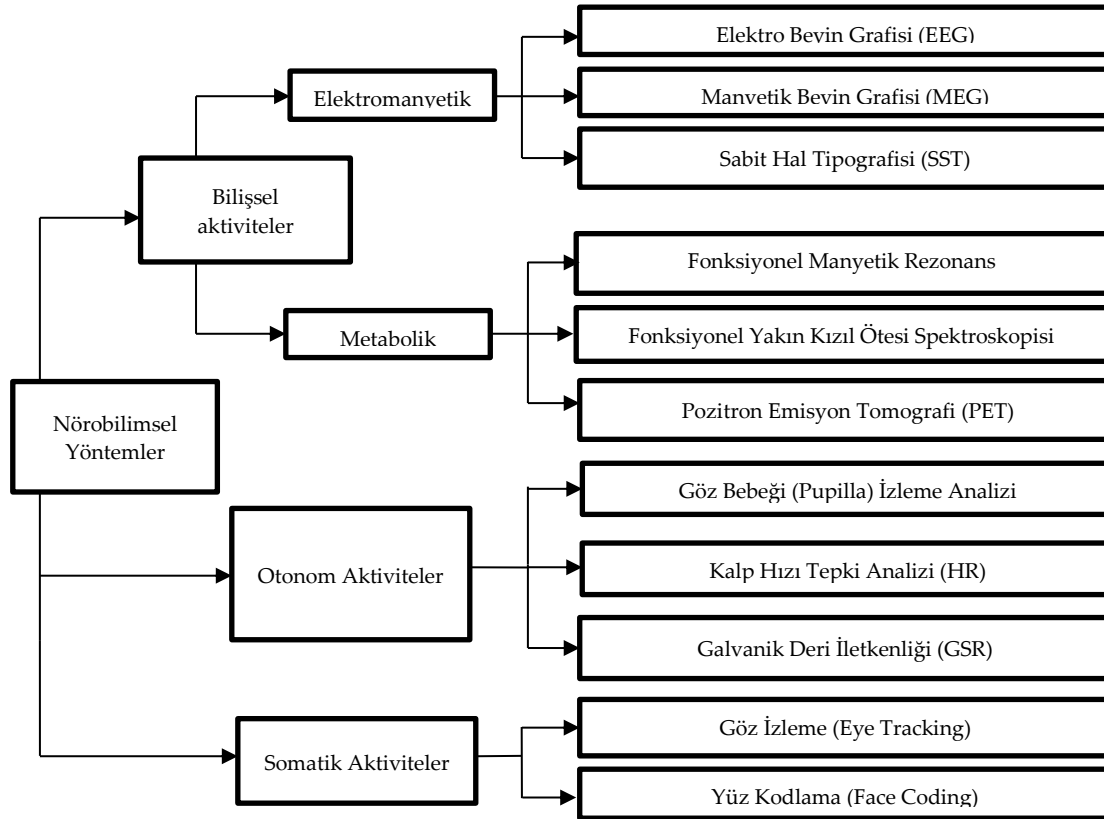 Elektro Beyin Grafisi (EEG)
Elektromanyetik
Manyetik Beyin Grafisi (MEG)
Sabit Hal Tipografisi (SST)
Bilişsel
aktiviteler
Fonksiyonel Manyetik Rezonans
Metabolik
Fonksiyonel Yakın Kızıl Ötesi Spektroskopisi
Pozitron Emisyon Tomografi (PET)
Nörobilimsel
Yöntemler
Göz Bebeği (Pupilla) İzleme Analizi
Otonom Aktiviteler
Kalp Hızı Tepki Analizi (HR)
Galvanik Deri İletkenliği (GSR)
Göz İzleme (Eye Tracking)
Somatik Aktiviteler
Yüz Kodlama (Face Coding)